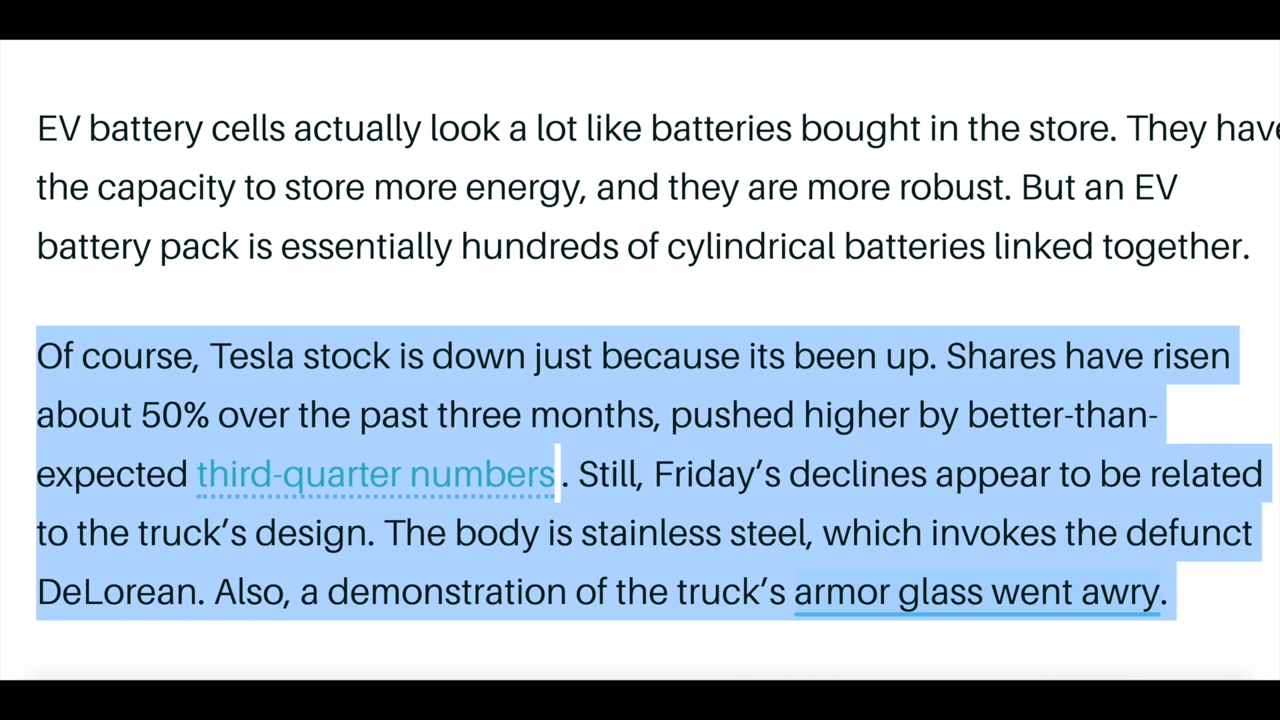 EV battery cells actually look a lot like batteries bought in the store. They have
the capacity to store more energy, and they are more robust. But an EV
battery pack is essentially hundreds of cylindrical batteries linked together.
Of course, Tesla stock is down just because its been up. Shares have risen
about 50% over the past three months, pushed higher by better-than-
expected third-quarter numbers . Still, Friday’s declines appear to be related
to the truck’s design. The body is stainless steel, which invokes the defunct
DeLorean. Also, a demonstration of the truck’s armor glass went awry.